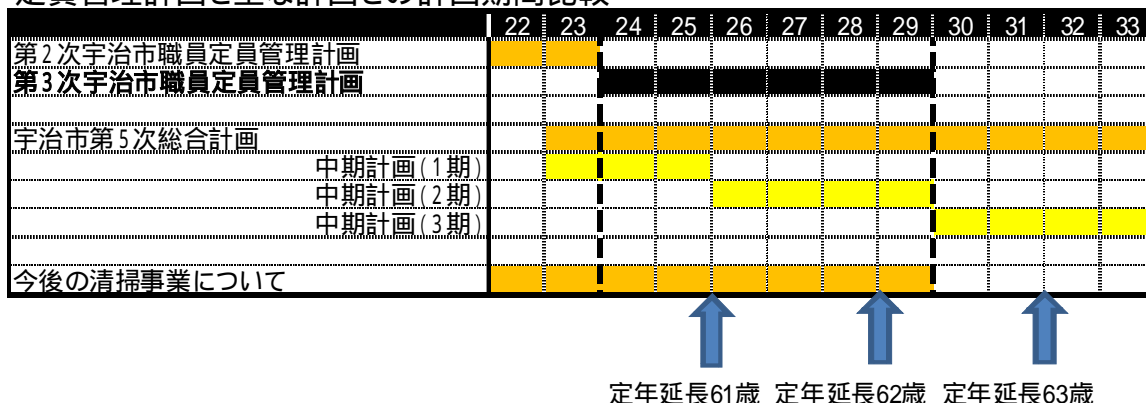 定員管理計画と主な計画との計画期間比較
22 23 24 25 26 27 28 29 30 31 32 33
第2次宇治市職員定員管理計画
第3次宇治市職員定員管理計画
宇治市第5次総合計画
中期計画(1期)
中期計画(2期)
中期計画(3期)
今後の清掃事業について
定年延長61歳 定年延長62歳 定年延長63歳